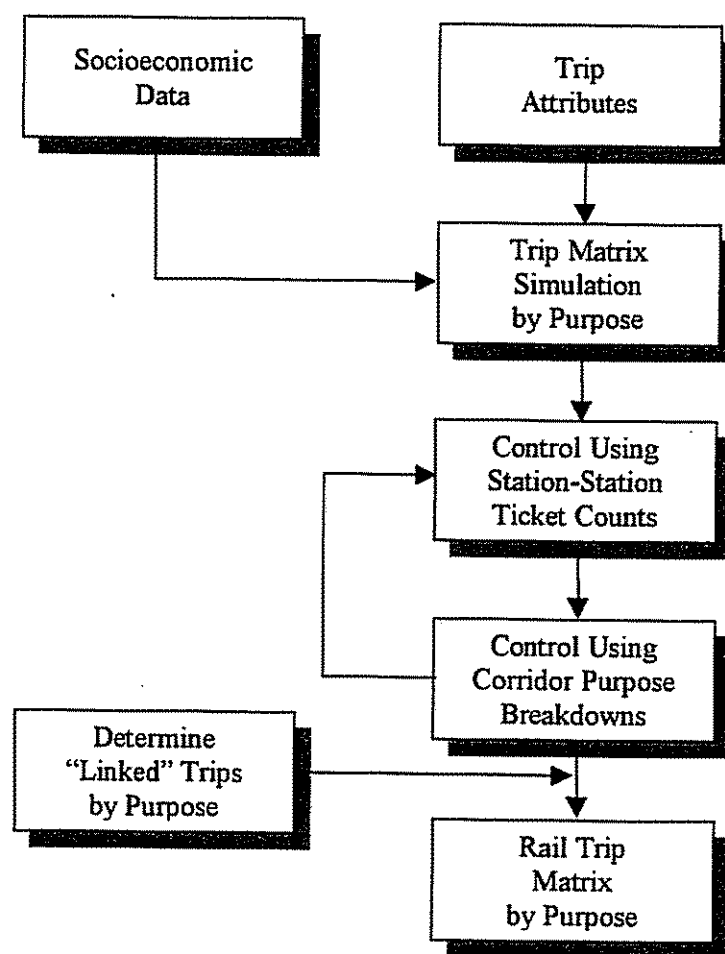 Socioeconomic
Data
Trip
Attributes
Trip Matrix
Simulation
by Purpose
Control Using
Station-Station
Ticket Counts
Control Using
Corridor Purpose
Breakdowns
Determine
“Linked” Trips
by Purpose
Rail Trip
Matrix
by Purpose